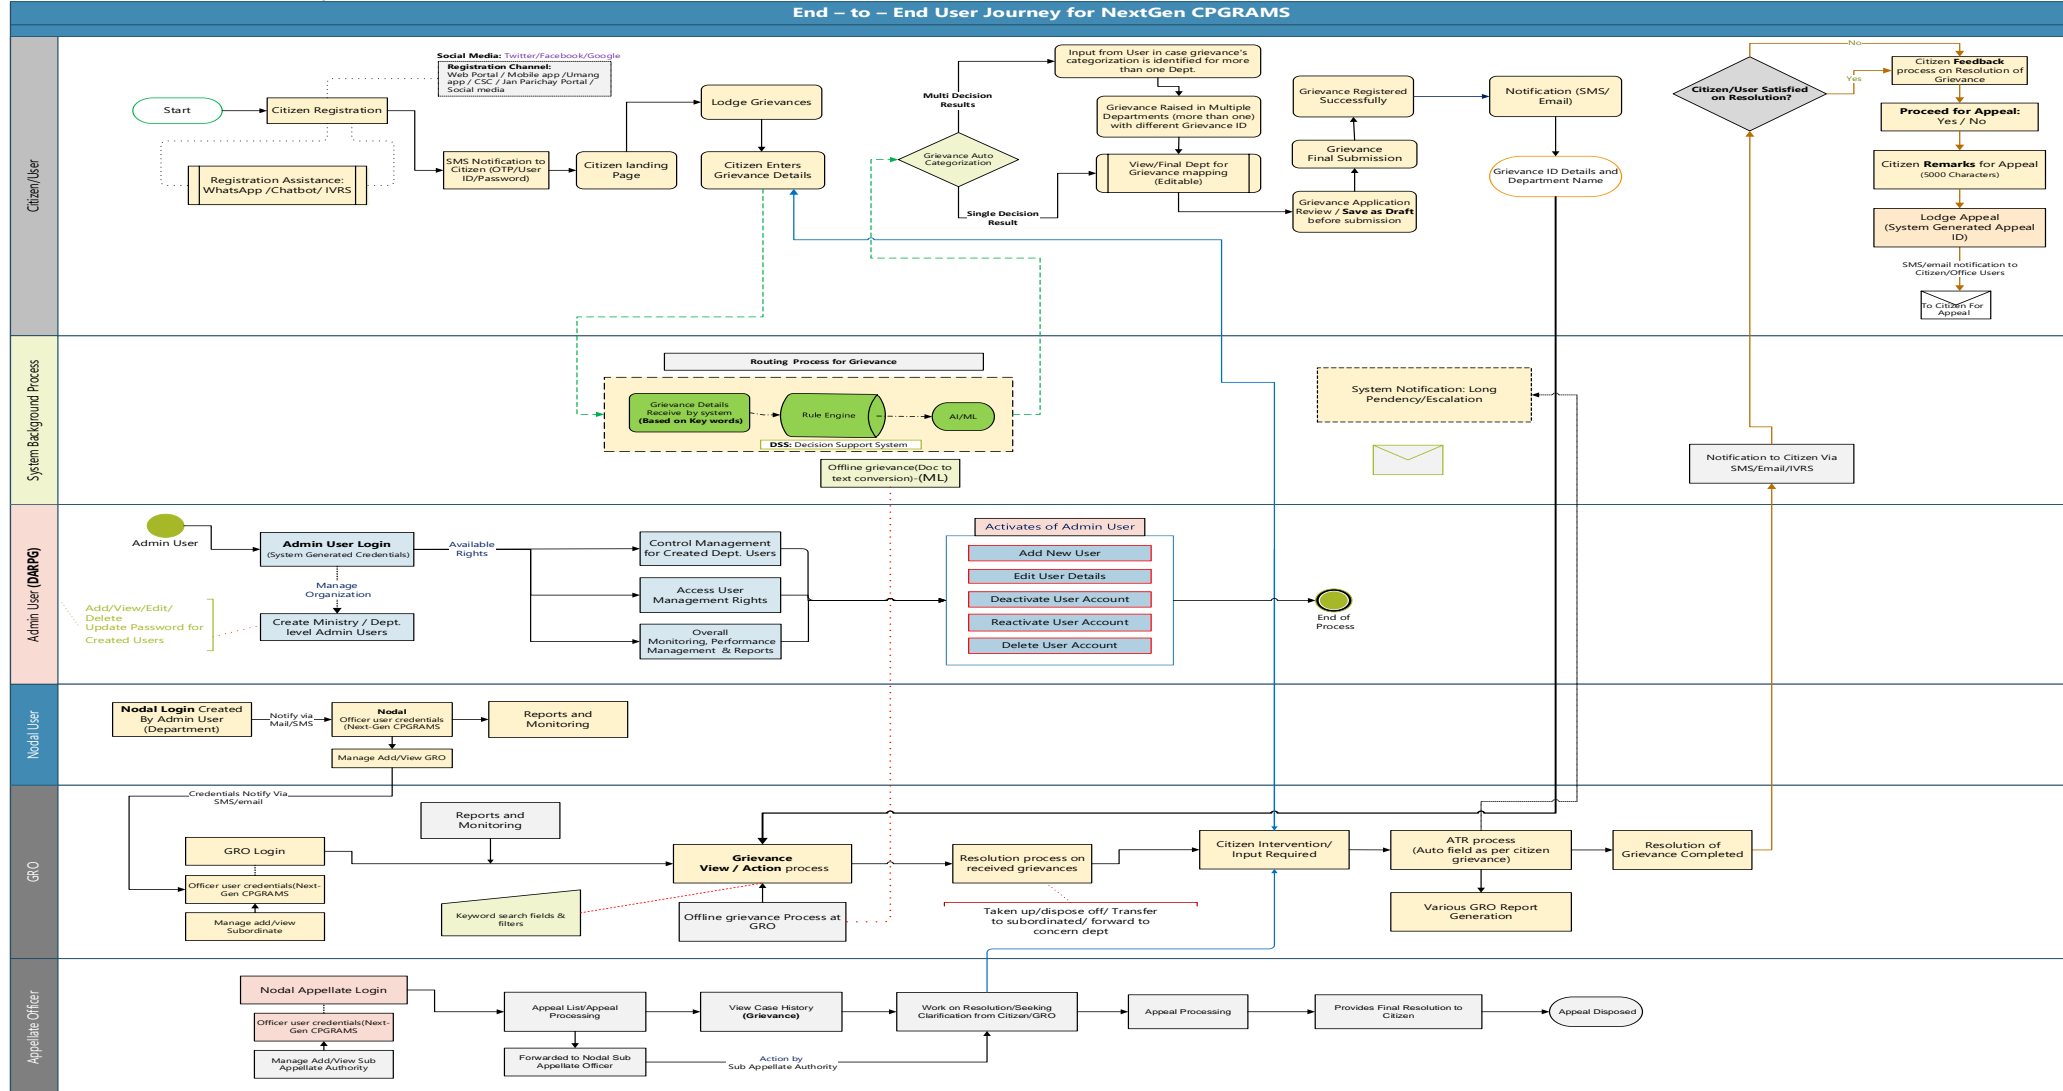 End – to – End User Journey for NextGen CPGRAMS
Citizen/User
Social Media: Twitter/Facebook/Google
Registration Channel:
Web Portal / Mobile app /Umang
app / CSC / Jan Parichay Portal /
Social media
Start
Citizen Registration
Registration Assistance:
WhatsApp /Chatbot/ IVRS
SMS Notification to
Citizen (OTP/User
ID/Password)
Citizen landing
Page
Lodge Grievances
Citizen Enters
Grievance Details
Multi Decision
Results
Grievance Auto
Categorization
Single Decision
Result
Input from User in case grievance's
categorization is identified for more
than one Dept.
Grievance Raised in Multiple
Departments (more than one)
with different Grievance ID
View/Final Dept for
Grievance mapping
(Editable)
Grievance Registered
Successfully
Grievance
Final Submission
Grievance Application
Review / Save as Draft
before submission
Notification (SMS/
Email)
Grievance ID Details and
Department Name
Citizen/User Satisfied
on Resolution?
No
Yes
Citizen Feedback
process on Resolution of
Grievance
Proceed for Appeal:
Yes / No
Citizen Remarks for Appeal
(5000 Characters)
Lodge Appeal
(System Generated Appeal
ID)
SMS/email notification to
Citizen/Office Users
To Citizen For
Appeal
System Background Process
Routing Process for Grievance
Grievance Details
Receive by system
(Based on Key words)
Rule Engine
AI/ML
DSS: Decision Support System
Offline grievance(Doc to
text conversion)-(ML)
System Notification: Long
Pendency/Escalation
Notification to Citizen Via
SMS/Email/IVRS
Admin User (DARPG)
Admin User
Admin User Login
(System Generated Credentials)
Manage
Organization
Create Ministry / Dept.
level Admin Users
Add/View/Edit/
Delete
Update Password for
Created Users
Available
Rights
Control Management
for Created Dept. Users
Access User
Management Rights
Overall
Monitoring, Performance
Management & Reports
Activates of Admin User
Add New User
Edit User Details
Deactivate User Account
Reactivate User Account
Delete User Account
End of
Process
Nodal User
Nodal Login Created
By Admin User
(Department)
Notify via
Mail/SMS
Nodal
Officer user credentials
(Next-Gen CPGRAMS
Reports and
Monitoring
Manage Add/View GRO
GRO
Credentials Notify Via
SMS/email
GRO Login
Officer user credentials(Next-
Gen CPGRAMS
Manage add/view
Subordinate
Reports and
Monitoring
Keyword search fields &
filters
Grievance
View / Action process
Offline grievance Process at
GRO
Resolution process on
received grievances
Taken up/dispose off/ Transfer
to subordinated/ forward to
concern dept
Citizen Intervention/
Input Required
ATR process
(Auto field as per citizen
grievance)
Various GRO Report
Generation
Resolution of
Grievance Completed
Appellate Officer
Nodal Appellate Login
Officer user credentials(Next-
Gen CPGRAMS
Manage Add/View Sub
Appellate Authority
Appeal List/Appeal
Processing
Forwarded to Nodal Sub
Appellate Officer
View Case History
(Grievance)
Action by
Sub Appellate Authority
Work on Resolution/Seeking
Clarification from Citizen/GRO
Appeal Processing
Provides Final Resolution to
Citizen
Appeal Disposed